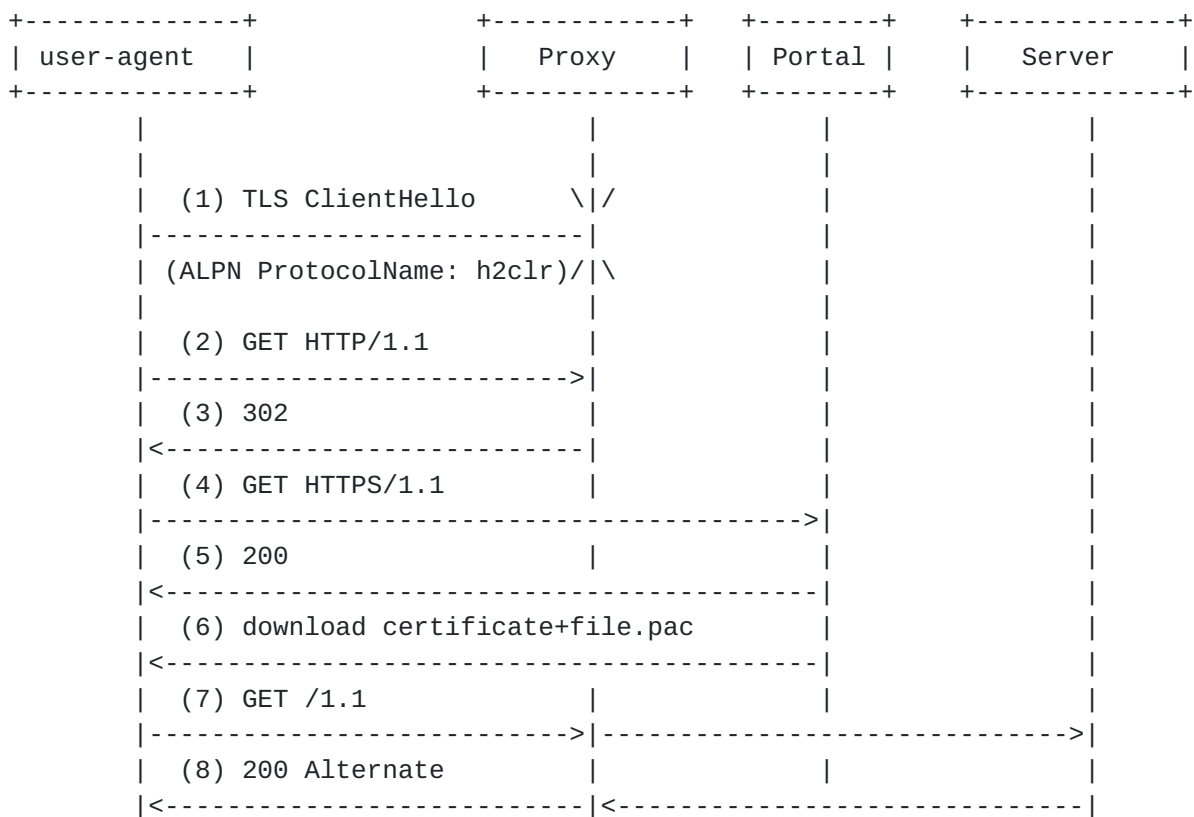 user-agent Proxy Portal Server
(1) TLS ClientHello
(ALPN ProtocolName: h2clr)
(2) GET HTTP/1.1
(3) 302
(4) GET HTTPS/1.1
(5) 200
(6) download certificate+file.pac
(7) GET /1.1
(8) 200 Alternate